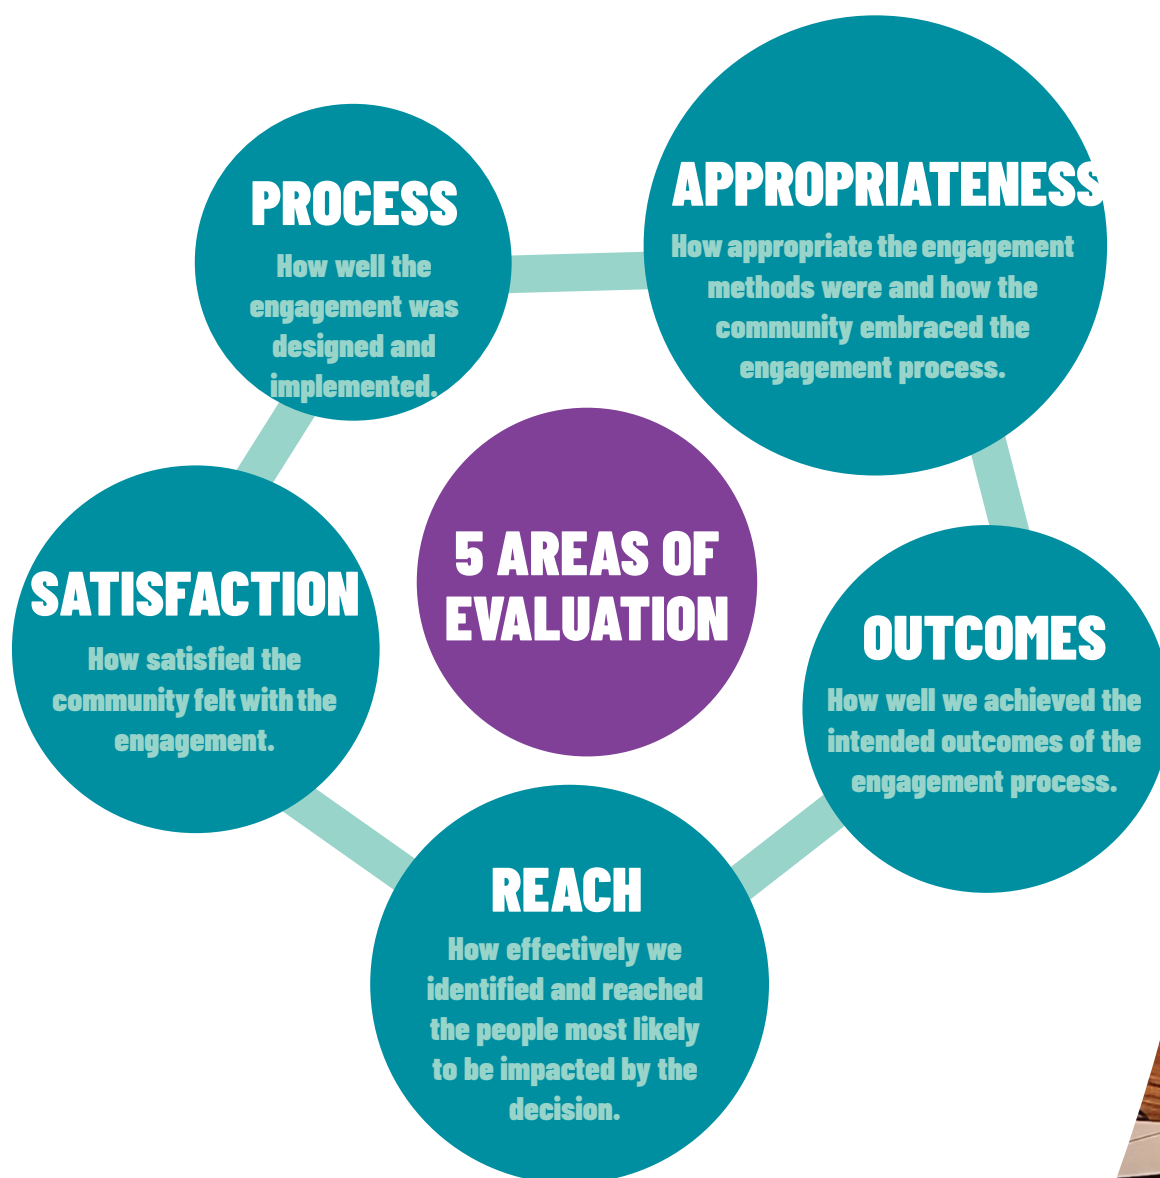 PROCESS
How well the
engagement was
designed and
implemented.
APPROPRIATENESS
How appropriate the engagement
methods were and how the
community embraced the
engagement process.
5 AREAS OF
EVALUATION
SATISFACTION
How satisfied the
community felt with the
engagement.
OUTCOMES
How well we achieved the
intended outcomes of the
engagement process.
REACH
How effectively we
identified and reached
the people most likely
to be impacted by the
decision.